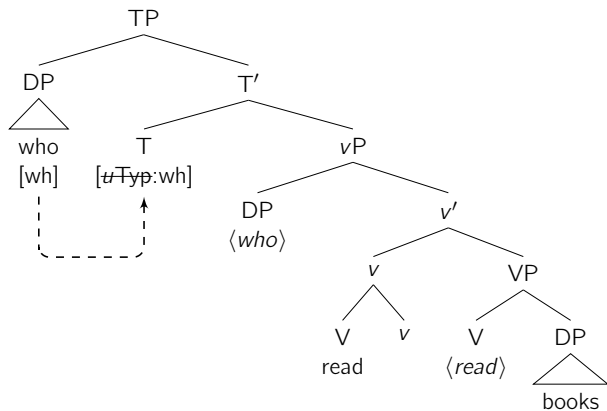 TP
DP T′
who T vP
[wh] [uTyp:wh]
DP v′
⟨who⟩
v VP
V v V DP
read ⟨read⟩
books